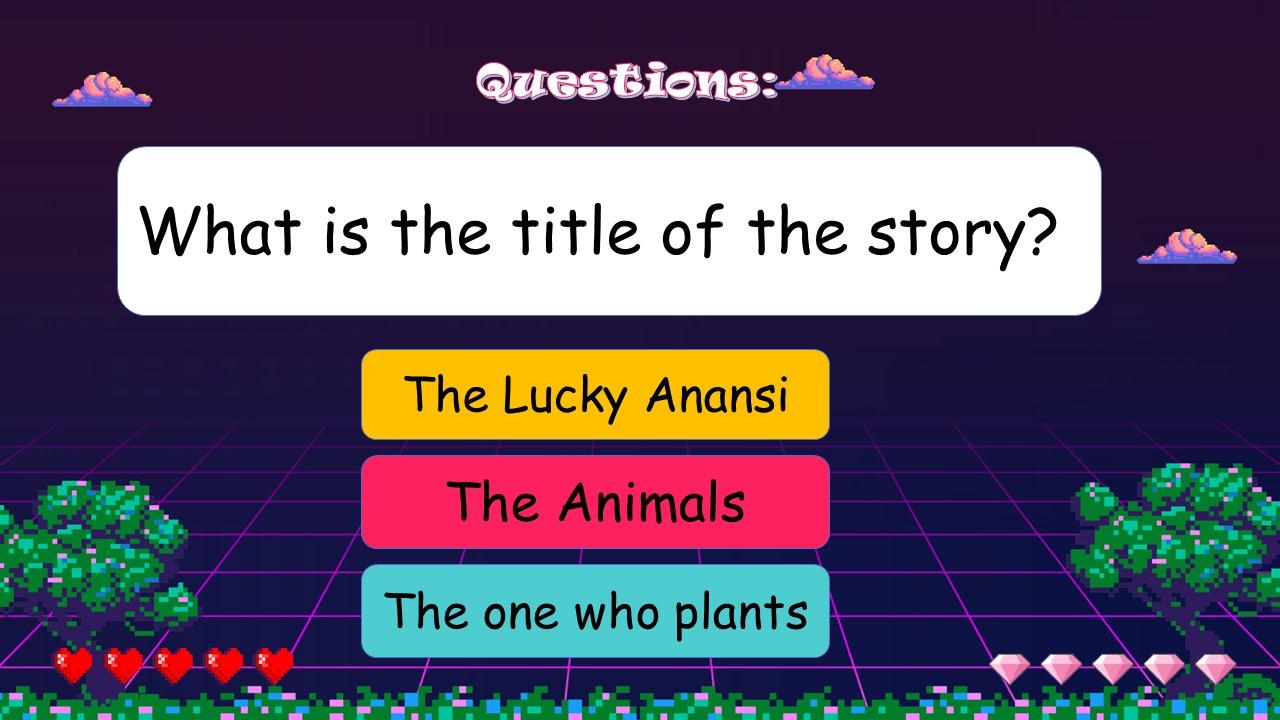 Questions:
What is the title of the story?
The Lucky Anansi
The Animals
The one who plants